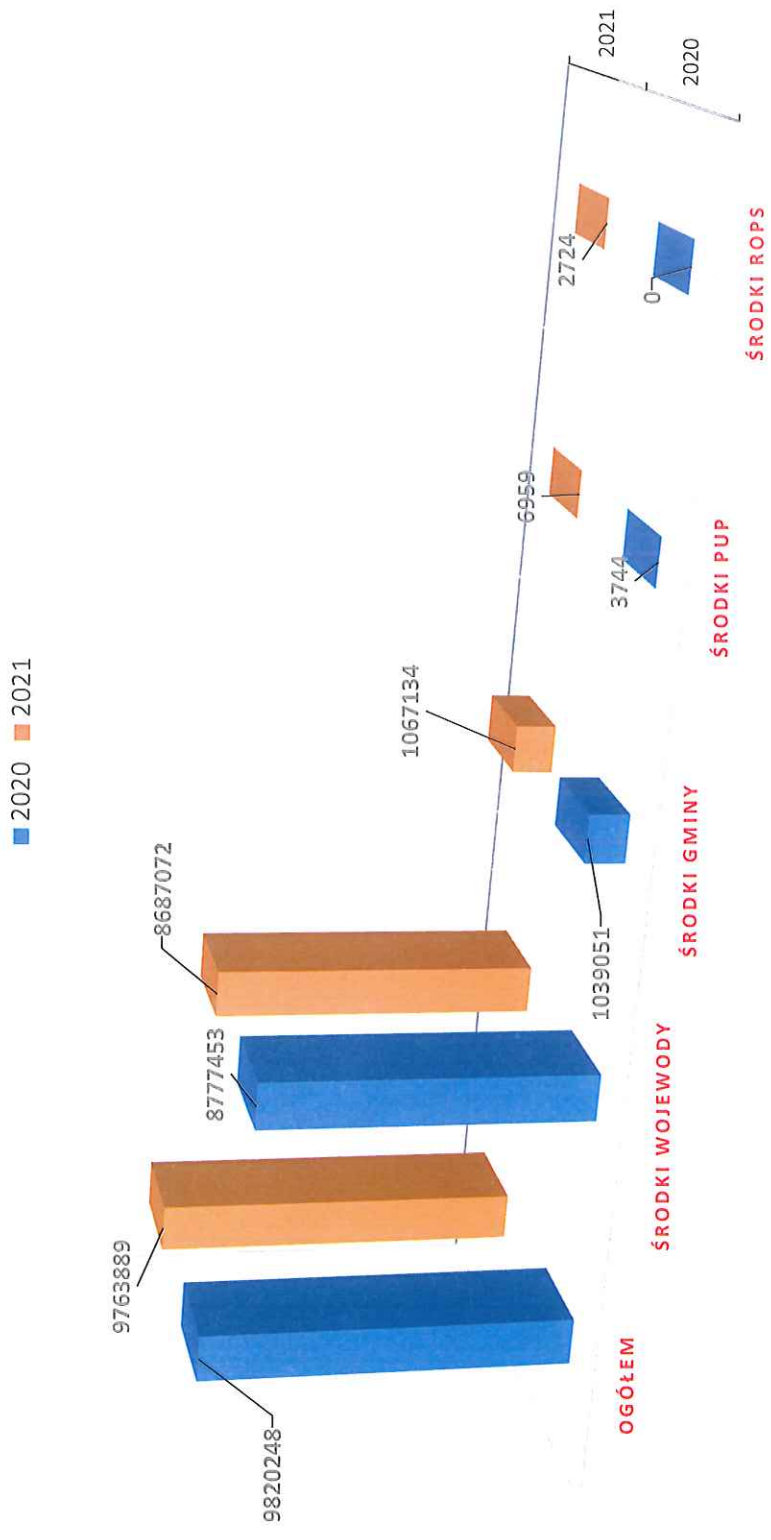 2020 2021
9820248
9763889
8777453
8687072
1039051
1067134
3744
6959
0
2724
2021
2020
OGÓŁEM
ŚRODKI WOJEWODY
ŚRODKI GMINY
ŚRODKI PUP
ŚRODKI ROPS